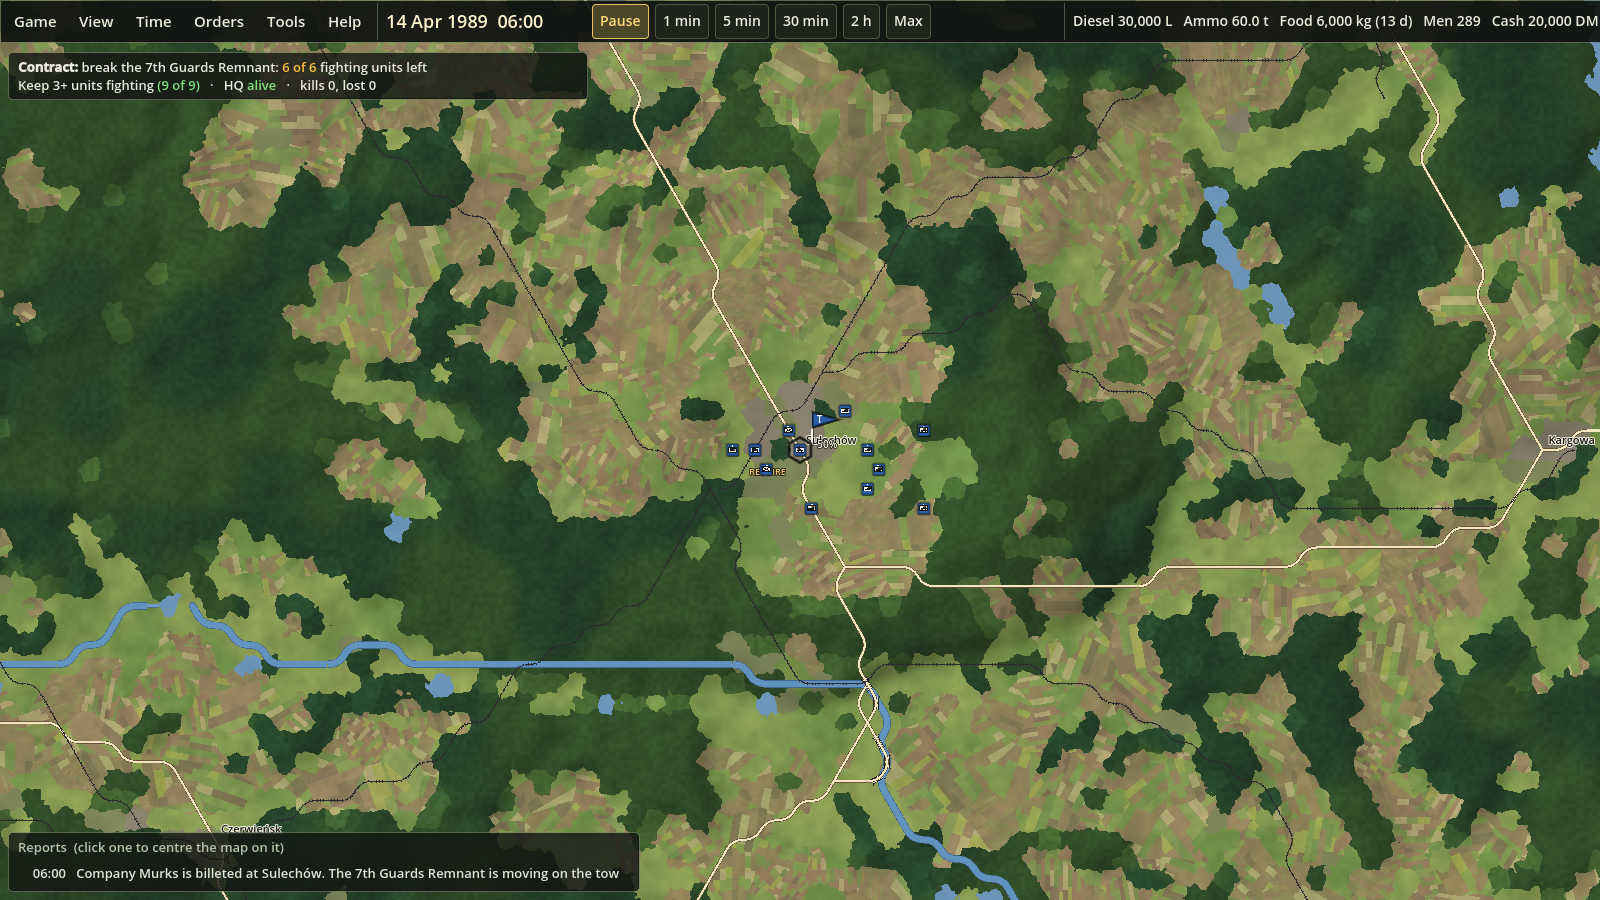 Game View Time Orders Tools Help 14 Apr 1989 06:00 Pause 1 min 5 min 30 min 2 h Max Diesel 30,000 L Ammo 60.0 t Food 6,000 kg (13 d) Men 289 Cash 20,000 DM
Contract: break the 7th Guards Remnant: 6 of 6 fighting units left
Keep 3+ units fighting (9 of 9) · HQ alive · kills 0, lost 0
T
Sulechów
Kargowa
Czerwieńsk
Reports (click one to centre the map on it)
06:00 Company Murks is billeted at Sulechów. The 7th Guards Remnant is moving on the tow